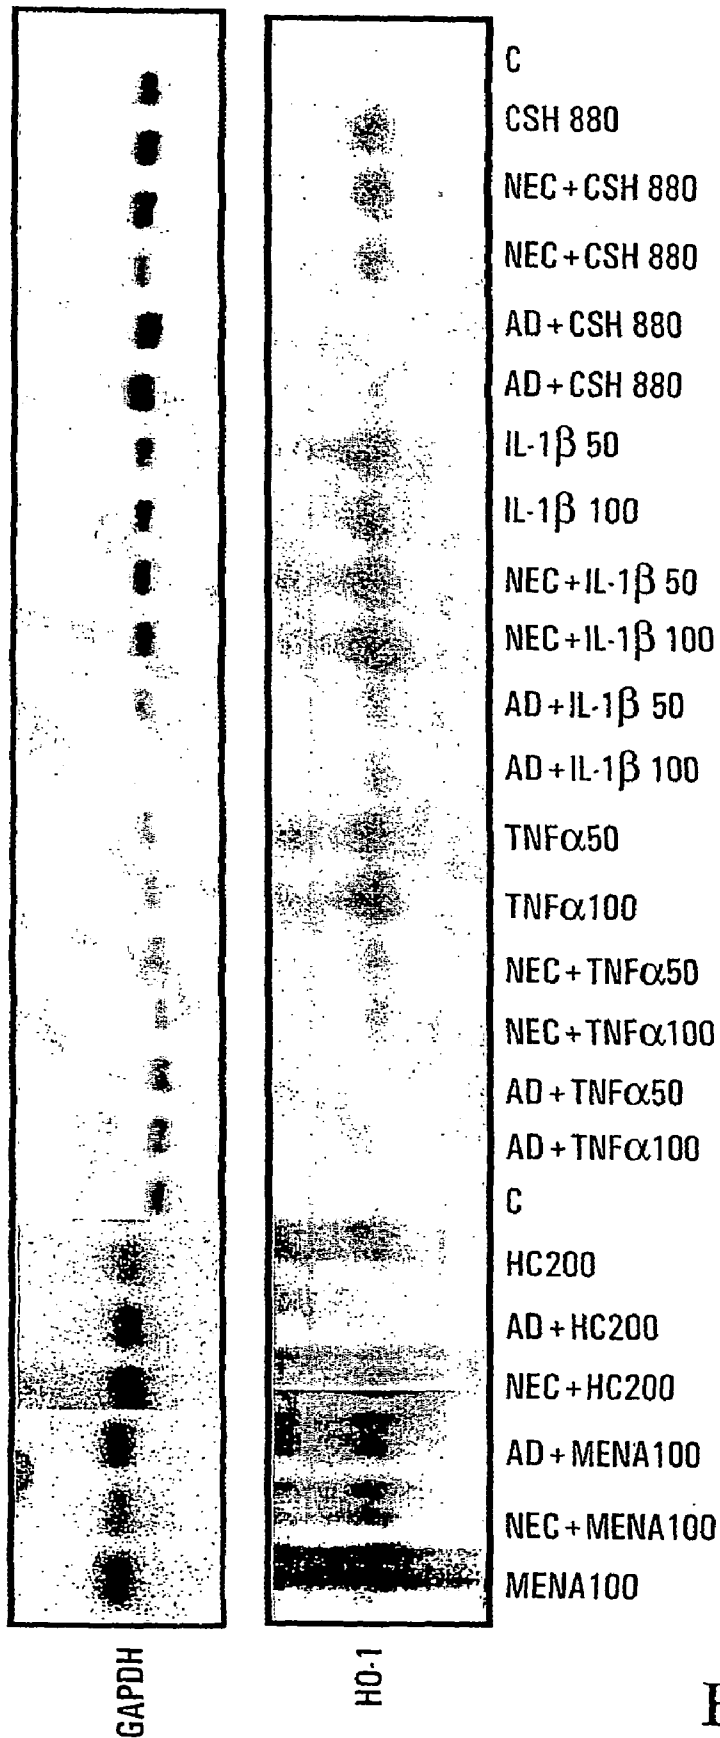 C
CSH 880
NEC+CSH 880
NEC+CSH 880
AD+CSH 880
AD+CSH 880
IL-1β 50
IL-1β 100
NEC+IL-1β 50
NEC+IL-1β 100
AD+IL-1β 50
AD+IL-1β 100
TNFα50
TNFα100
NEC+TNFα50
NEC+TNFα100
AD+TNFα50
AD+TNFα100
C
HC200
AD+HC200
NEC+HC200
AD+MENA100
NEC+MENA100
MENA100
GAPDH
HO-1